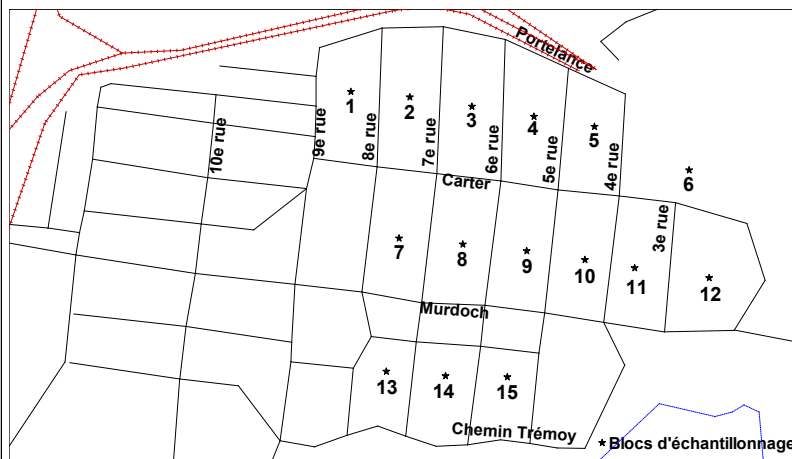 Portelance
1
2
3
4
5
6
10e rue
9e rue
8e rue
7e rue
6e rue
5e rue
4e rue
3e rue
Carter
7
8
9
10
11
12
Murdoch
13
14
15
Chemin Trémoy
Blocs d'échantillonnage